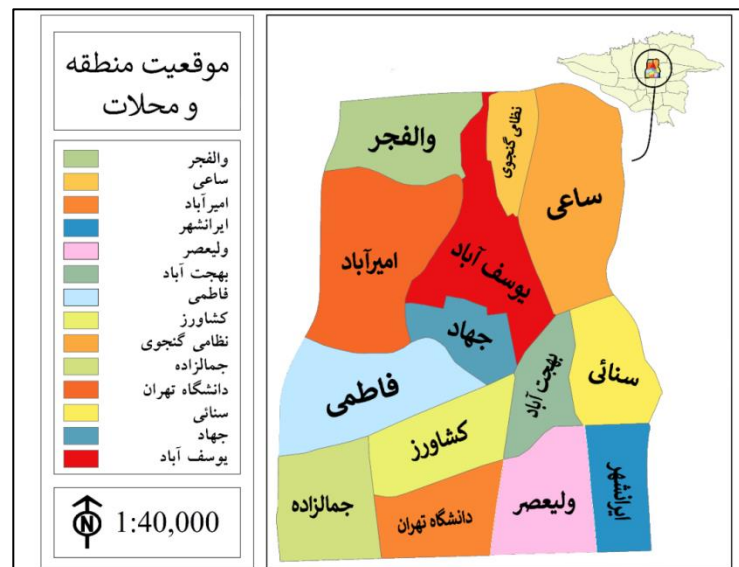 موقعیت منطقه
و محلات
والفجر
ساعی
امیرآباد
ایرانشهر
ولیعصر
بهجت آباد
فاطمی
کشاورز
نظامی گنجوی
جمالزاده
دانشگاه تهران
سنائی
جهاد
یوسف آباد
N
1:40,000
والفجر
نظامی گنجوی
ساعی
امیرآباد
یوسف آباد
جهاد
فاطمی
بهجت آباد
سنائی
کشاورز
جمالزاده
دانشگاه تهران
ولیعصر
ایرانشهر